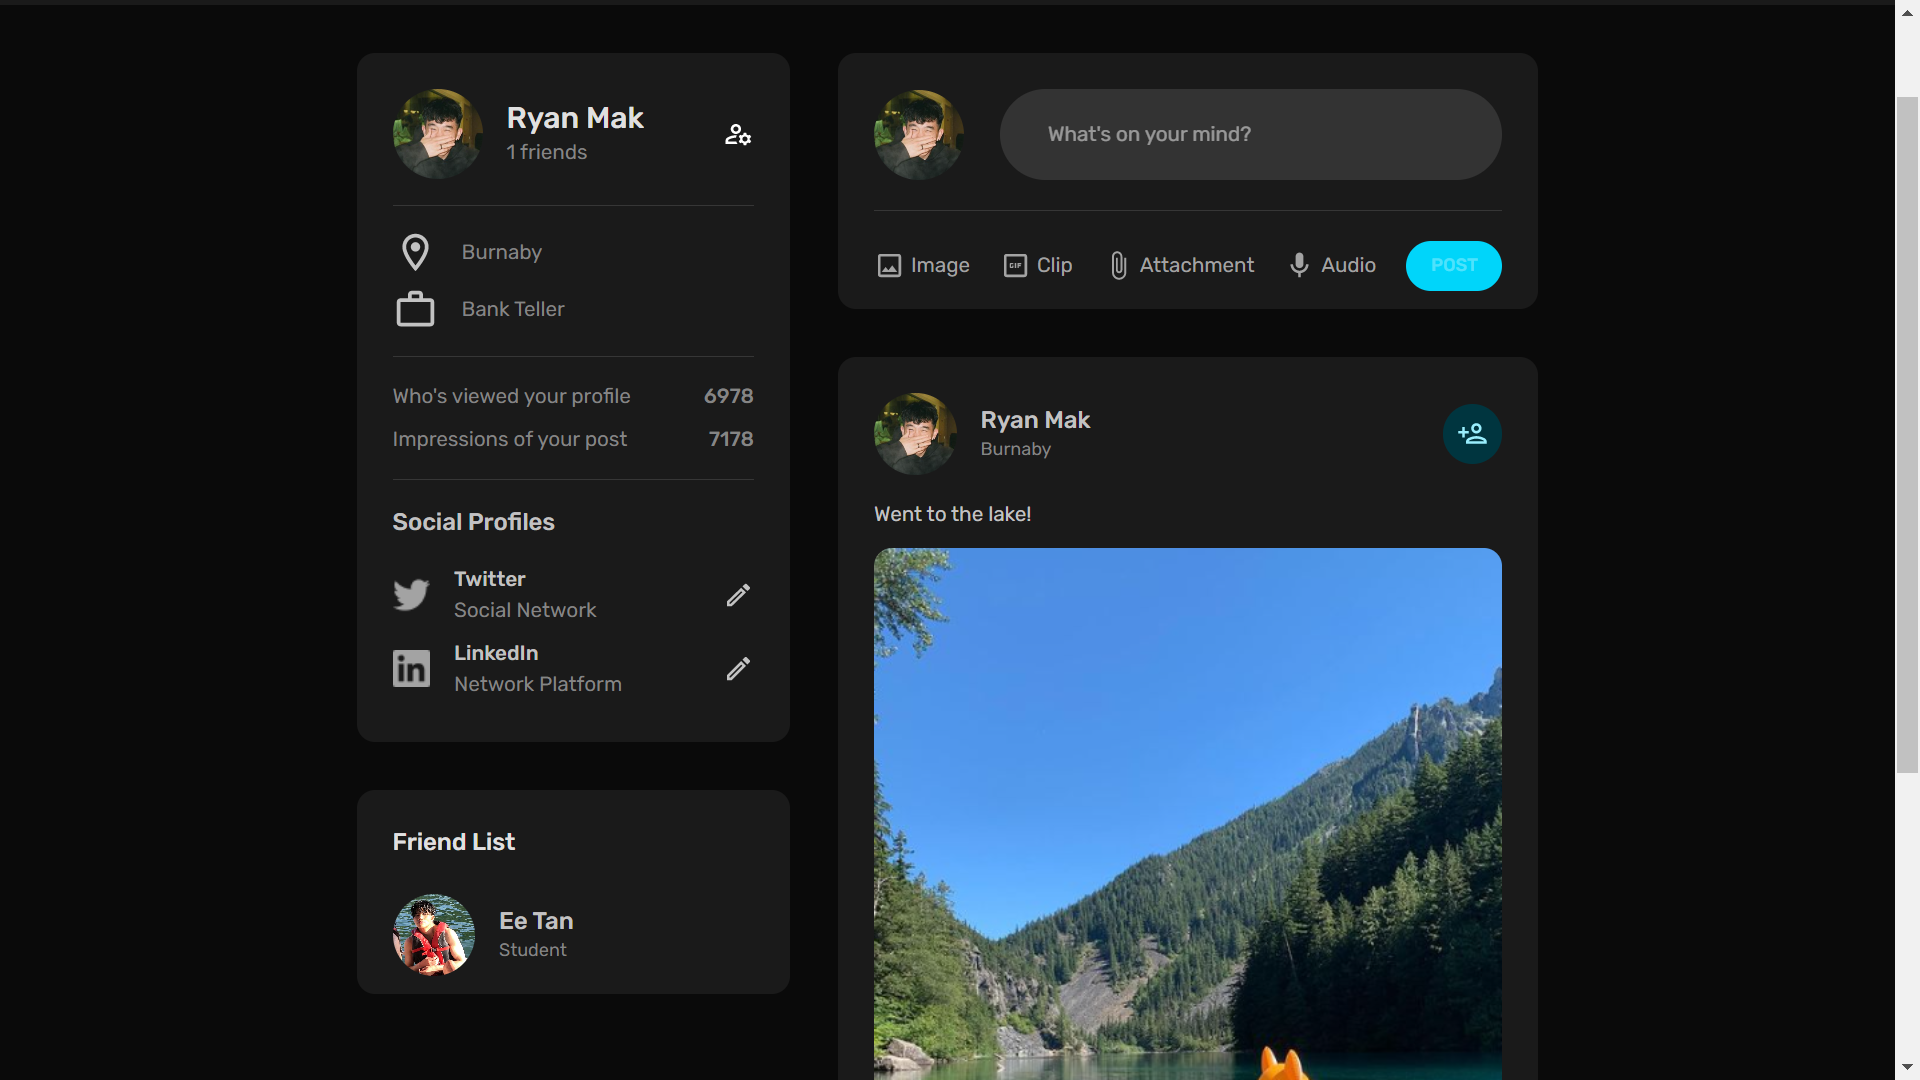 Ryan Mak
1 friends
Burnaby
Bank Teller
Who's viewed your profile 6978
Impressions of your post 7178
Social Profiles
Twitter
Social Network
in LinkedIn
Network Platform
Friend List
Ee Tan
Student
What's on your mind?
Image GIF Clip Attachment Audio POST
Ryan Mak
Burnaby
Went to the lake!